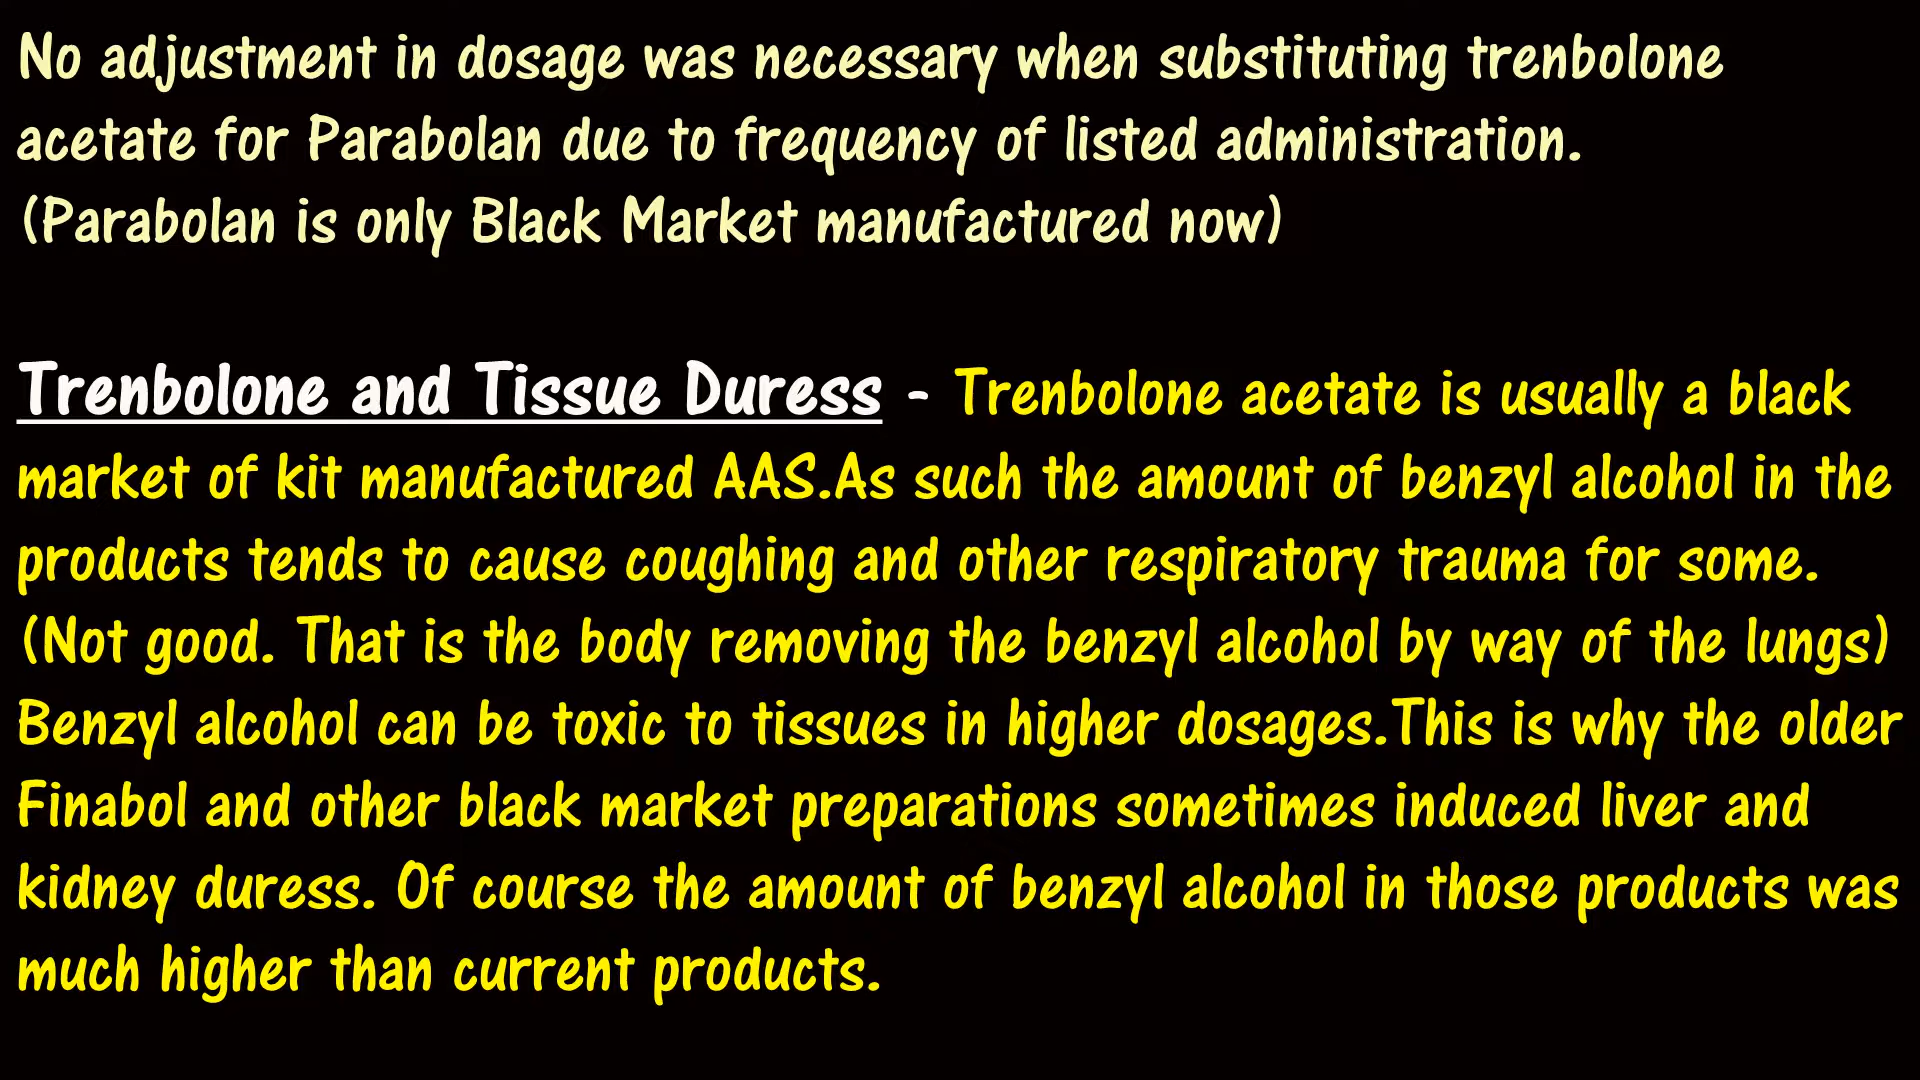 No adjustment in dosage was necessary when substituting trenbolone
acetate for Parabolan due to frequency of listed administration.
(Parabolan is only Black Market manufactured now)
Trenbolone and Tissue Duress - Trenbolone acetate is usually a black
market of kit manufactured AAS.As such the amount of benzyl alcohol in the
products tends to cause coughing and other respiratory trauma for some.
(Not good. That is the body removing the benzyl alcohol by way of the lungs)
Benzyl alcohol can be toxic to tissues in higher dosages.This is why the older
Finabol and other black market preparations sometimes induced liver and
kidney duress. Of course the amount of benzyl alcohol in those products was
much higher than current products.